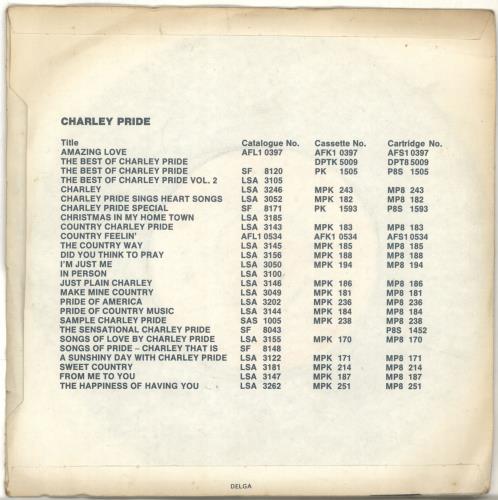 CHARLEY PRIDE
Title Catalogue No. Cassette No. Cartridge No.
AMAZING LOVE AFL1 0397 AFK1 0397 AFS1 0397
THE BEST OF CHARLEY PRIDE DPTK 5009 DPT8 5009
THE BEST OF CHARLEY PRIDE SF 8120 PK 1505 P8S 1505
THE BEST OF CHARLEY PRIDE VOL. 2 LSA 3105
CHARLEY LSA 3246 MPK 243 MP8 243
CHARLEY PRIDE SINGS HEART SONGS LSA 3052 MPK 182 MP8 182
CHARLEY PRIDE SPECIAL SF 8171 PK 1593 P8S 1593
CHRISTMAS IN MY HOME TOWN LSA 3185
COUNTRY CHARLEY PRIDE LSA 3143 MPK 183 MP8 183
COUNTRY FEELIN' AFL1 0534 AFK1 0534 AFS1 0534
THE COUNTRY WAY LSA 3145 MPK 185 MP8 185
DID YOU THINK TO PRAY LSA 3156 MPK 188 MP8 188
I'M JUST ME LSA 3050 MPK 194 MP8 194
IN PERSON LSA 3100
JUST PLAIN CHARLEY LSA 3146 MPK 186 MP8 186
MAKE MINE COUNTRY LSA 3049 MPK 181 MP8 181
PRIDE OF AMERICA LSA 3202 MPK 236 MP8 236
PRIDE OF COUNTRY MUSIC LSA 3144 MPK 184 MP8 184
SAMPLE CHARLEY PRIDE SAS 1005 MPK 238 MP8 238
THE SENSATIONAL CHARLEY PRIDE SF 8043 P8S 1452
SONGS OF LOVE BY CHARLEY PRIDE LSA 3155 MPK 170 MP8 170
SONGS OF PRIDE – CHARLEY THAT IS SF 8148
A SUNSHINY DAY WITH CHARLEY PRIDE LSA 3122 MPK 171 MP8 171
SWEET COUNTRY LSA 3181 MPK 214 MP8 214
FROM ME TO YOU LSA 3147 MPK 187 MP8 187
THE HAPPINESS OF HAVING YOU LSA 3262 MPK 251 MP8 251
DELGA